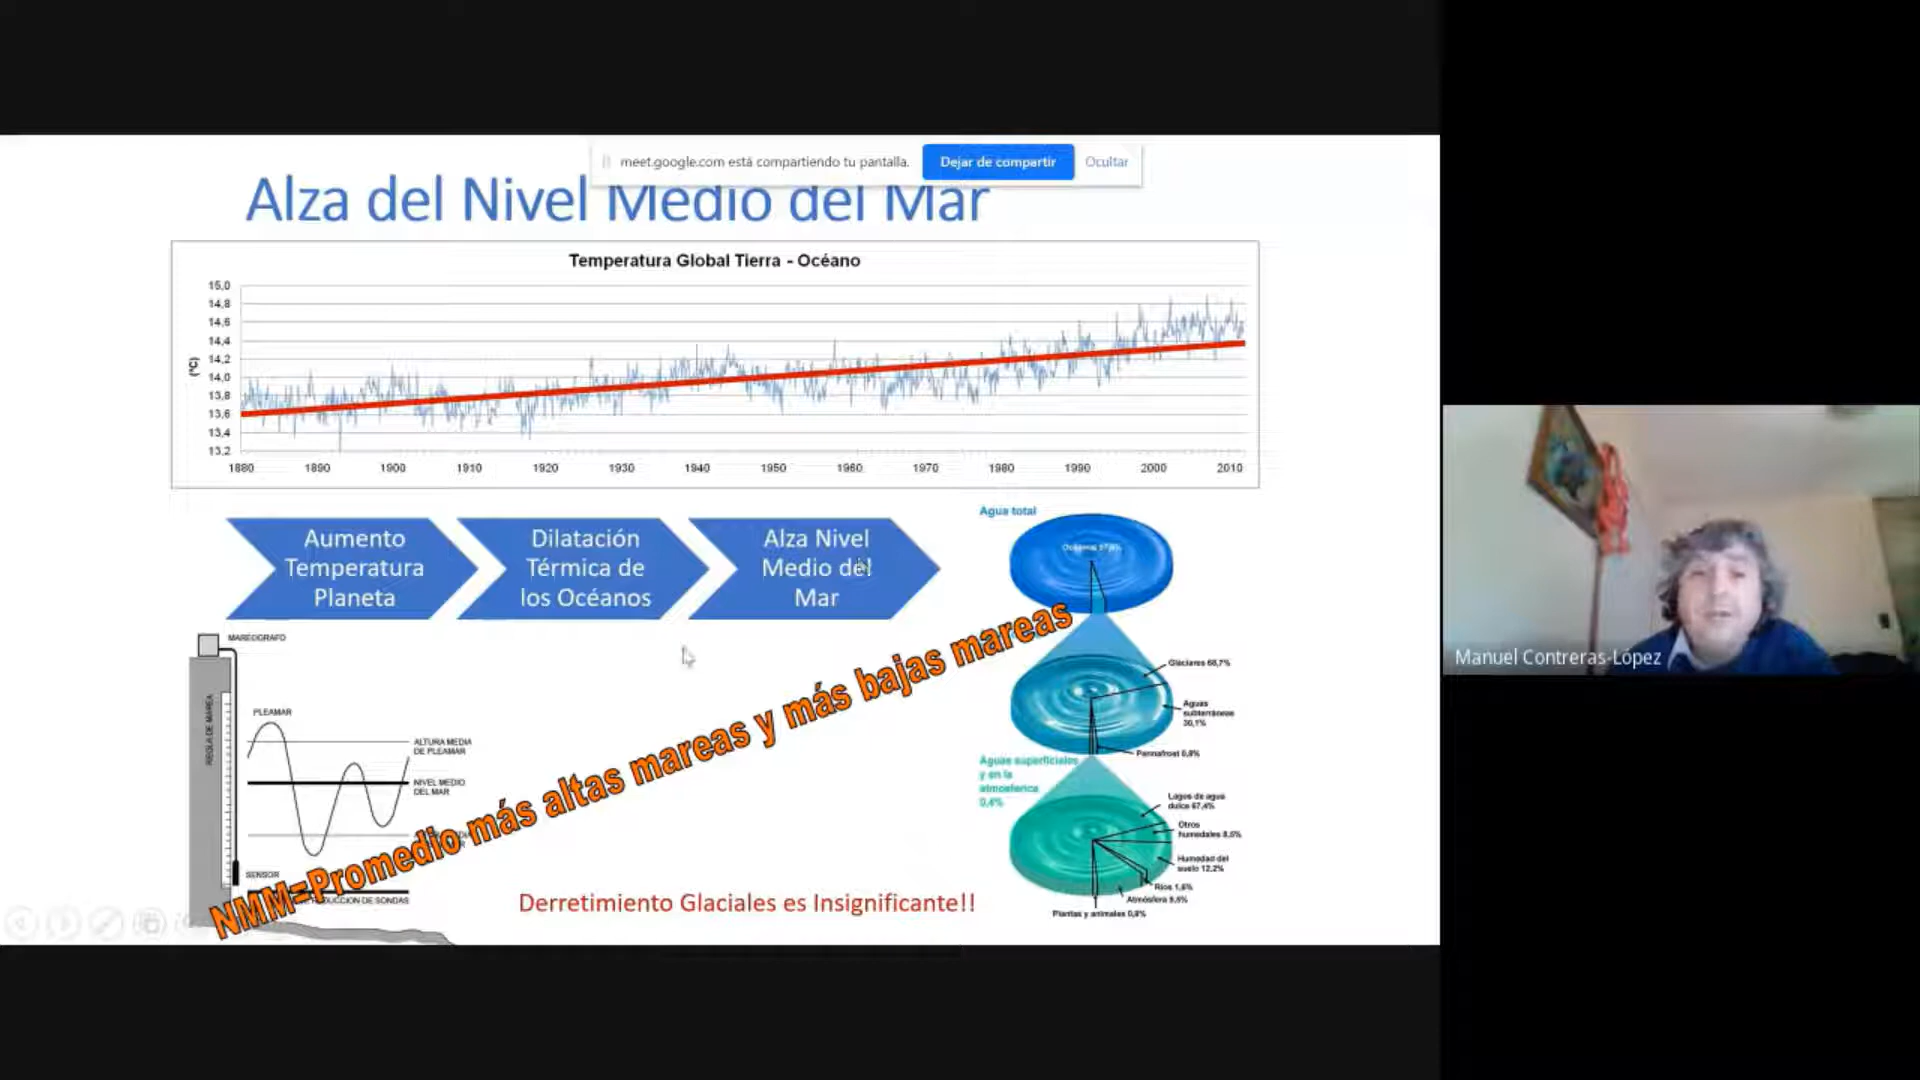 meet.google.com está compartiendo tu pantalla.
Dejar de compartir
Ocultar
Alza del Nivel Medio del Mar
Temperatura Global Tierra - Océano
(ºC)
15,0
14,8
14,6
14,4
14,2
14,0
13,8
13,6
13,4
13,2
1880 1890 1900 1910 1920 1930 1940 1950 1960 1970 1980 1990 2000 2010
Aumento
Temperatura
Planeta
Dilatación
Térmica de
los Océanos
Alza Nivel
Medio del
Mar
MAREOGRAFO
REGLA DE MAREA
PLEAMAR
ALTURA MEDIA
DE PLEAMAR
NIVEL MEDIO
DEL MAR
SENSOR
DE SONDAS
NMM=Promedio más altas mareas y más bajas mareas
Derretimiento Glaciales es Insignificante!!
Agua total
Glaciares 68,7%
Aguas
subterráneas
30,1%
Permafrost 0,8%
Aguas superficiales
y en la
atmosférica
0,4%
Lagos de agua
dulce 67,4%
Otros
humedales 8,5%
Humedad del
suelo 12,2%
Ríos 1,6%
Atmósfera 9,5%
Plantas y animales 0,8%
Manuel Contreras-López